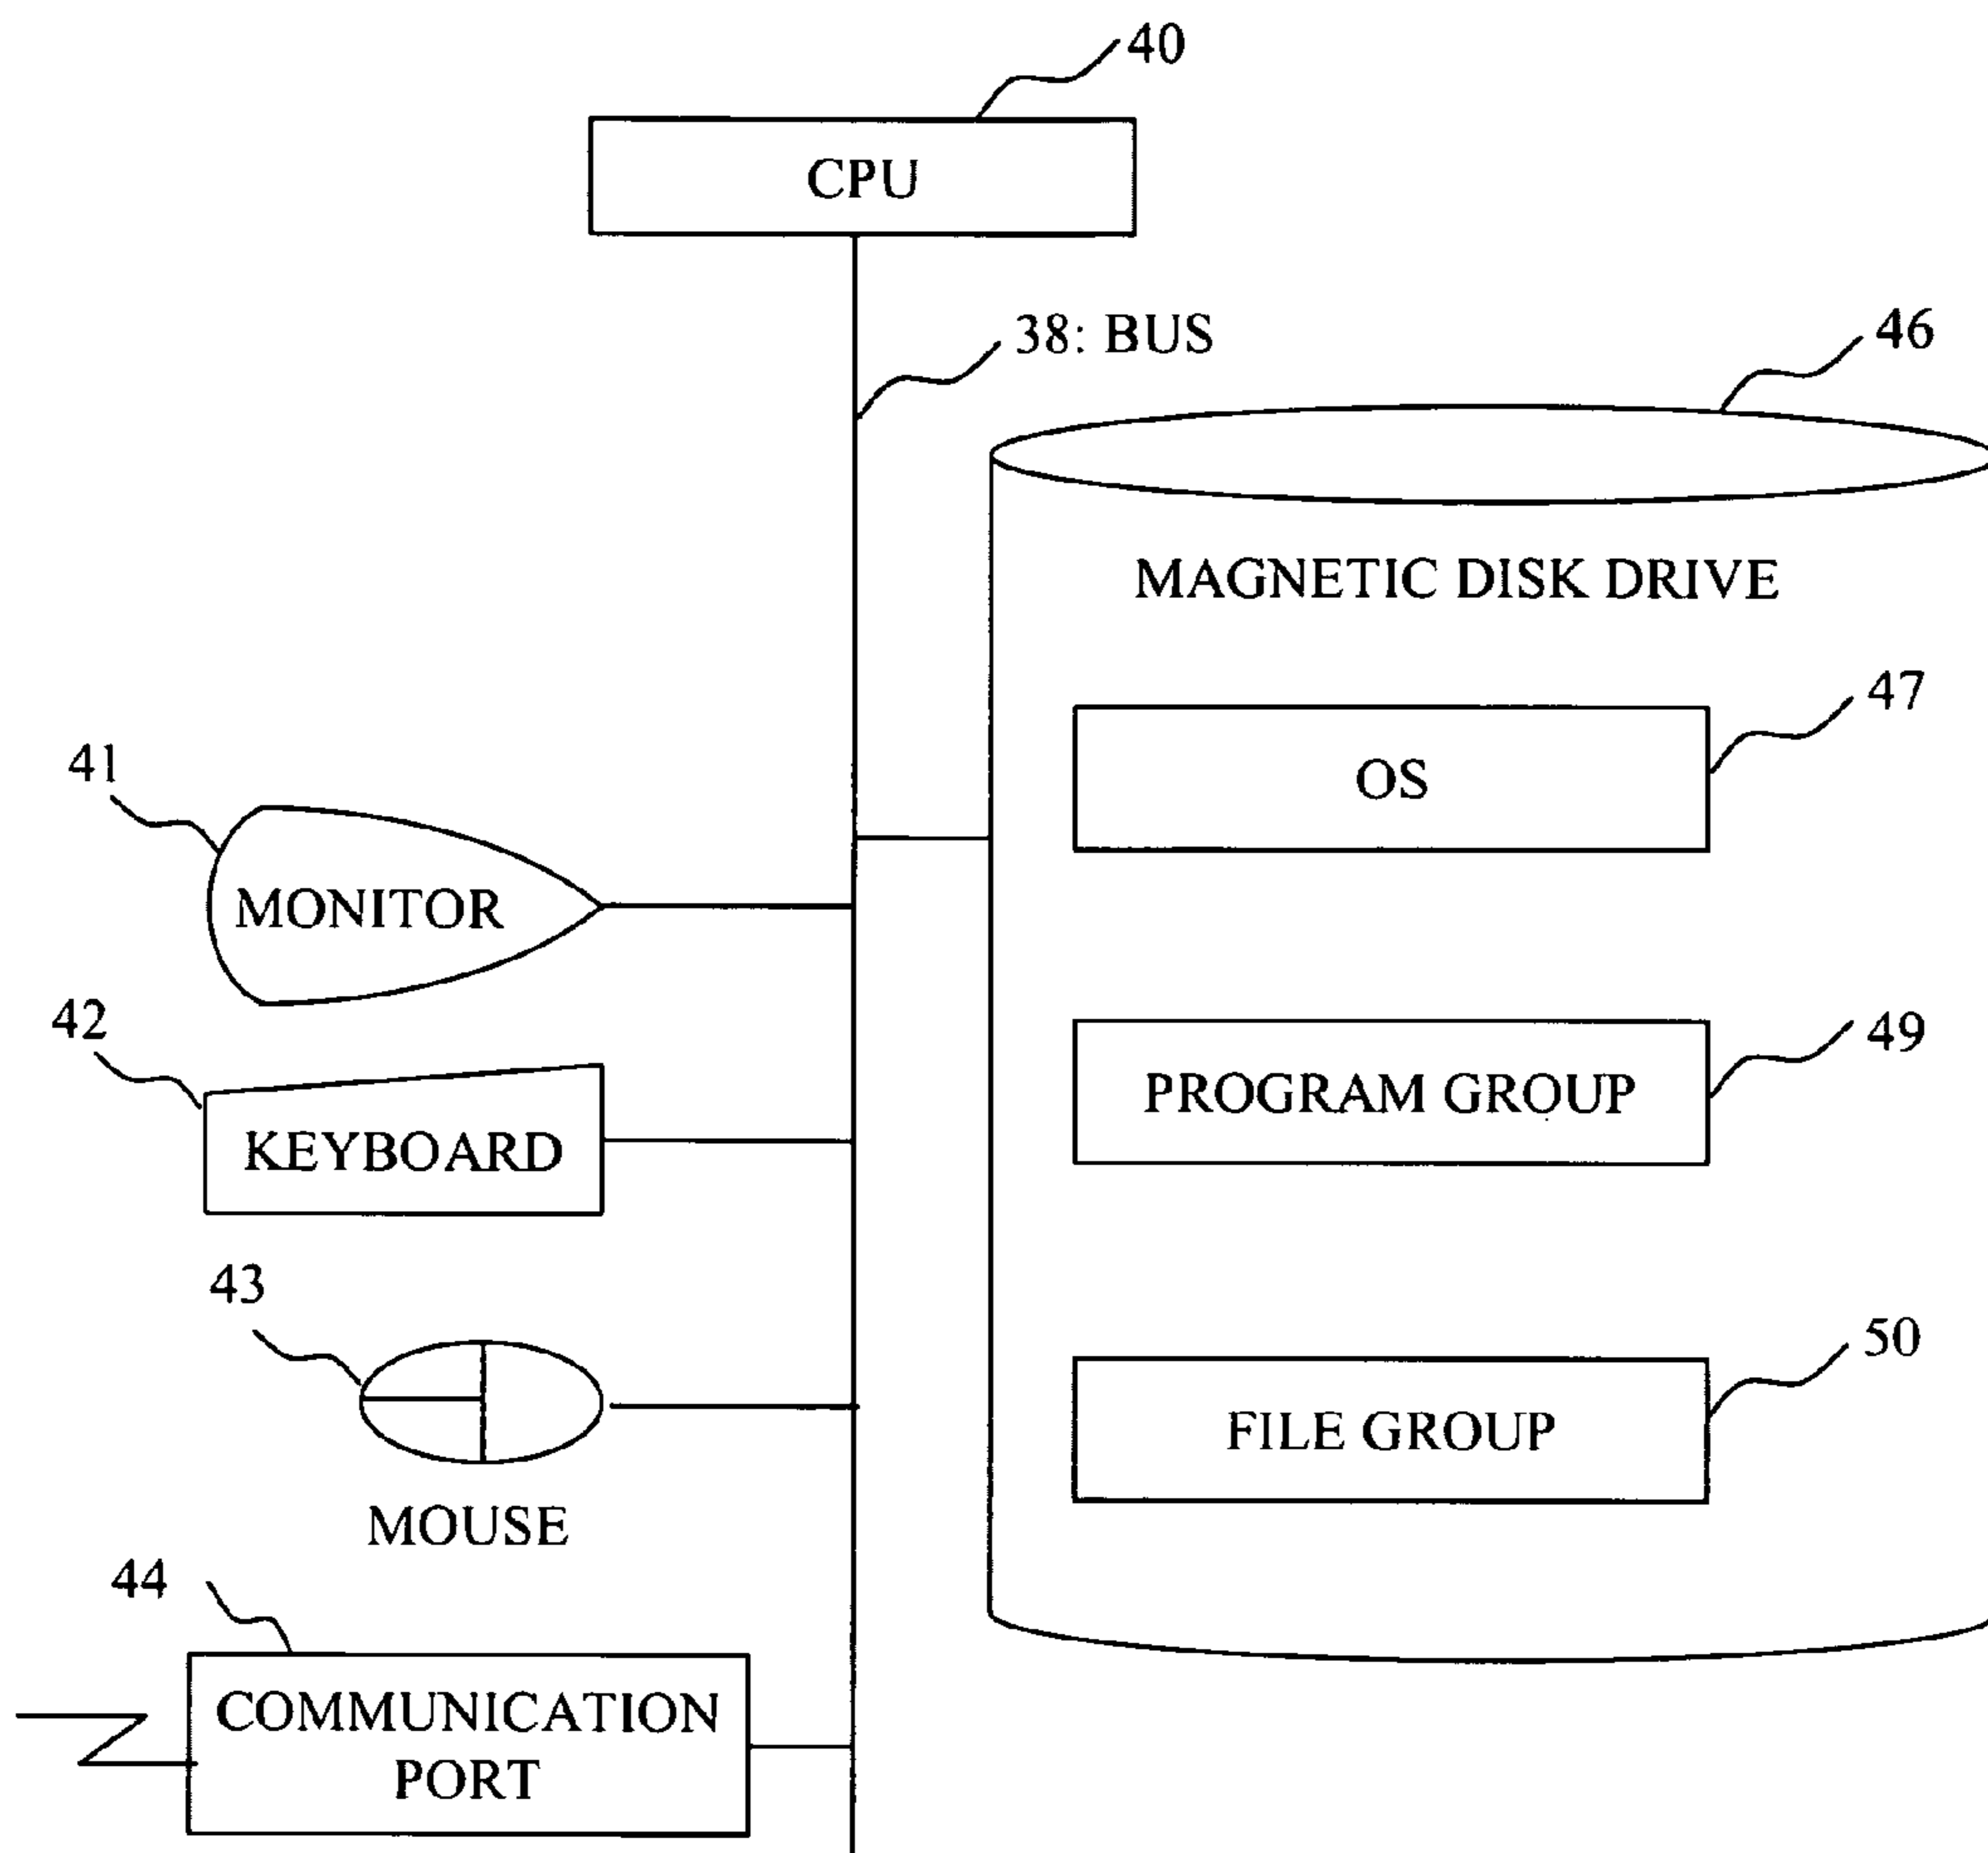 40
CPU
38: BUS
46
MAGNETIC DISK DRIVE
47
OS
41
MONITOR
42
KEYBOARD
49
PROGRAM GROUP
43
MOUSE
50
FILE GROUP
44
COMMUNICATION
PORT